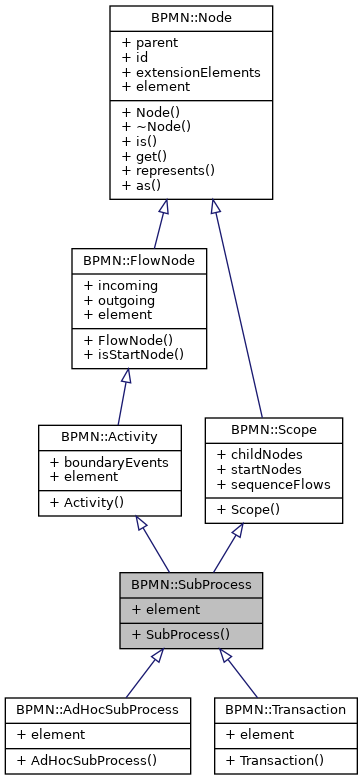 BPMN::Node
+ parent
+ id
+ extensionElements
+ element
+ Node()
+ ~Node()
+ is()
+ get()
+ represents()
+ as()
BPMN::FlowNode
+ incoming
+ outgoing
+ element
+ FlowNode()
+ isStartNode()
BPMN::Activity
+ boundaryEvents
+ element
+ Activity()
BPMN::Scope
+ childNodes
+ startNodes
+ sequenceFlows
+ Scope()
BPMN::SubProcess
+ element
+ SubProcess()
BPMN::AdHocSubProcess
+ element
+ AdHocSubProcess()
BPMN::Transaction
+ element
+ Transaction()